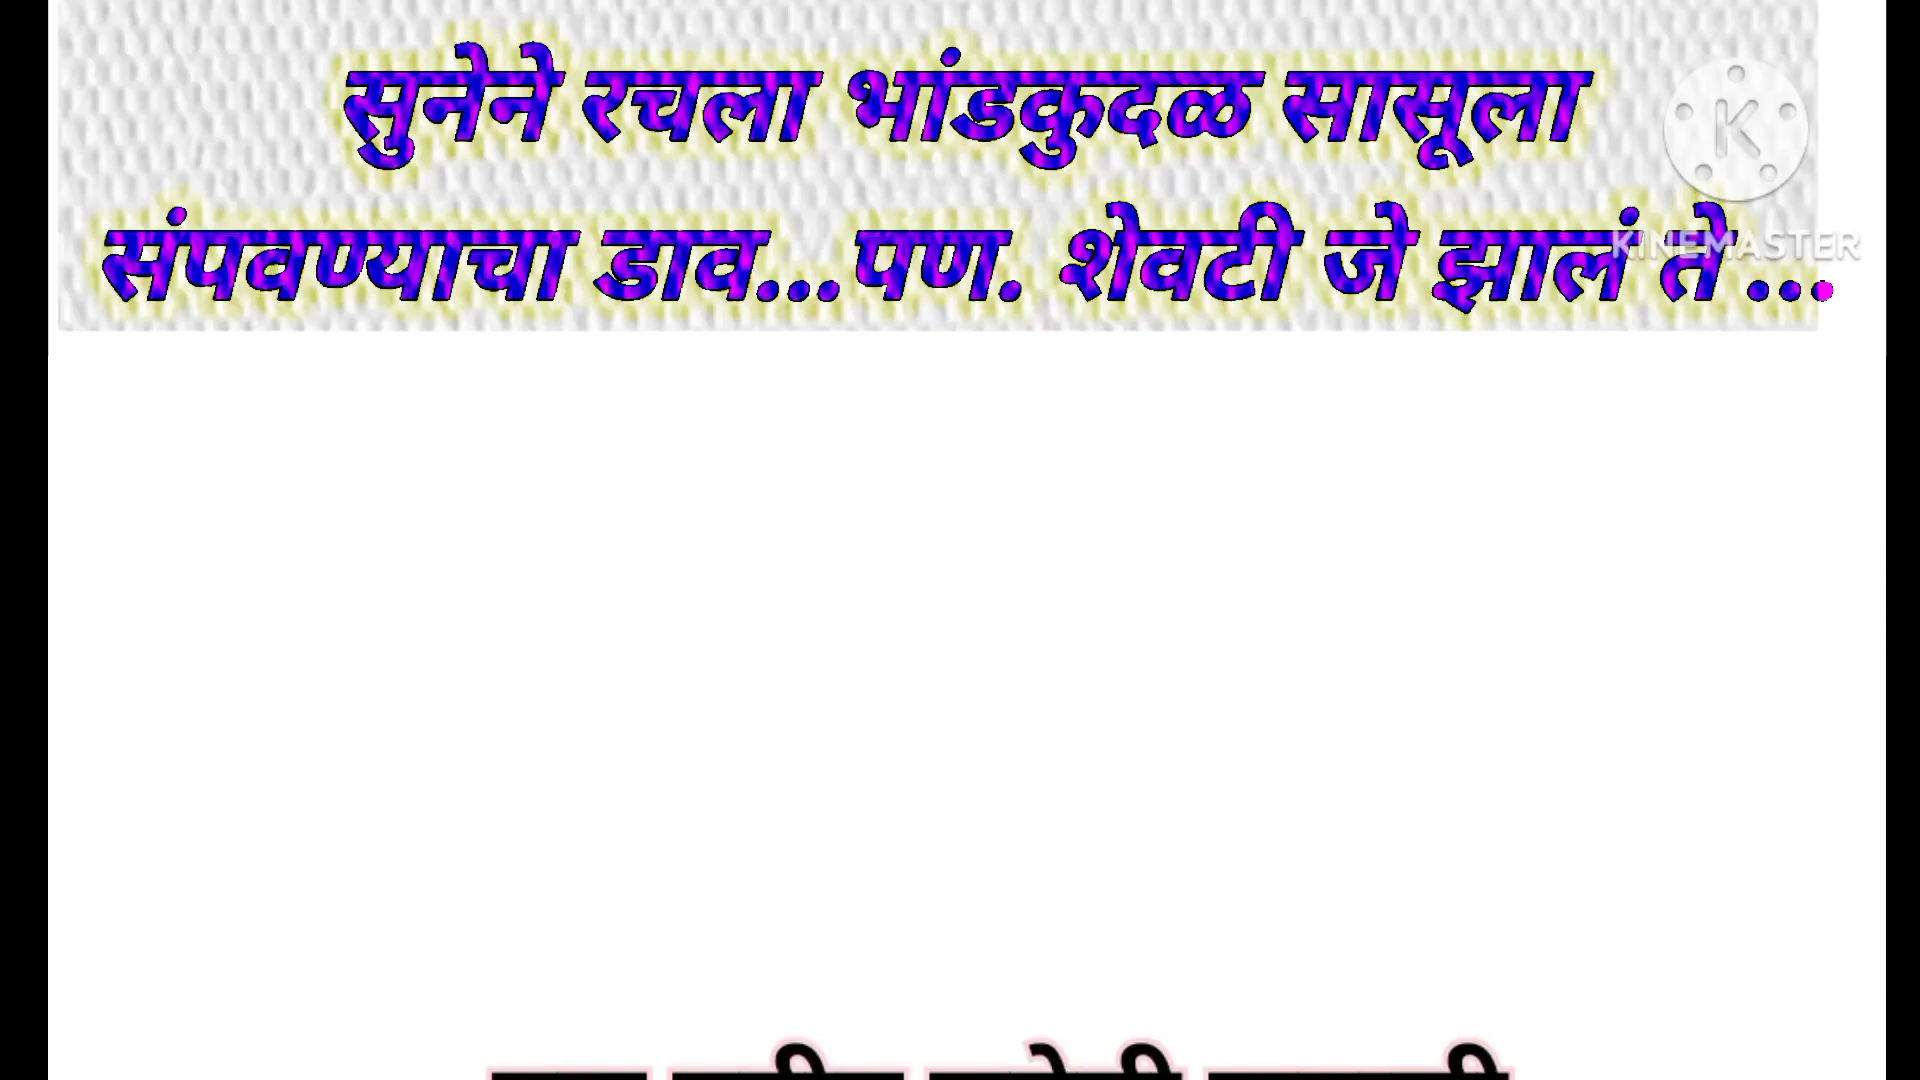 सुनेने रचला भांडकुदळ सासूला
संपवण्याचा डाव...पण. शेवटी जे झालं ते ...
K
KINEMASTER